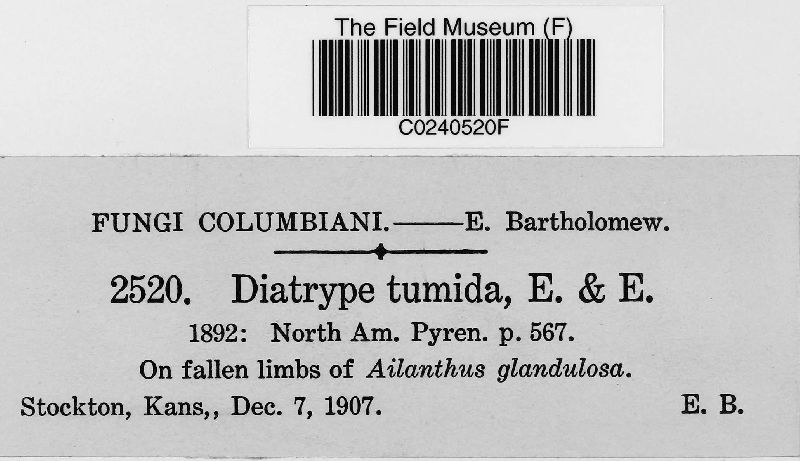 The Field Museum (F)
C0240520F
FUNGI COLUMBIANI.——E. Bartholomew.
2520. Diatrype tumida, E. & E.
1892: North Am. Pyren. p. 567.
On fallen limbs of Ailanthus glandulosa.
Stockton, Kans,, Dec. 7, 1907. E. B.